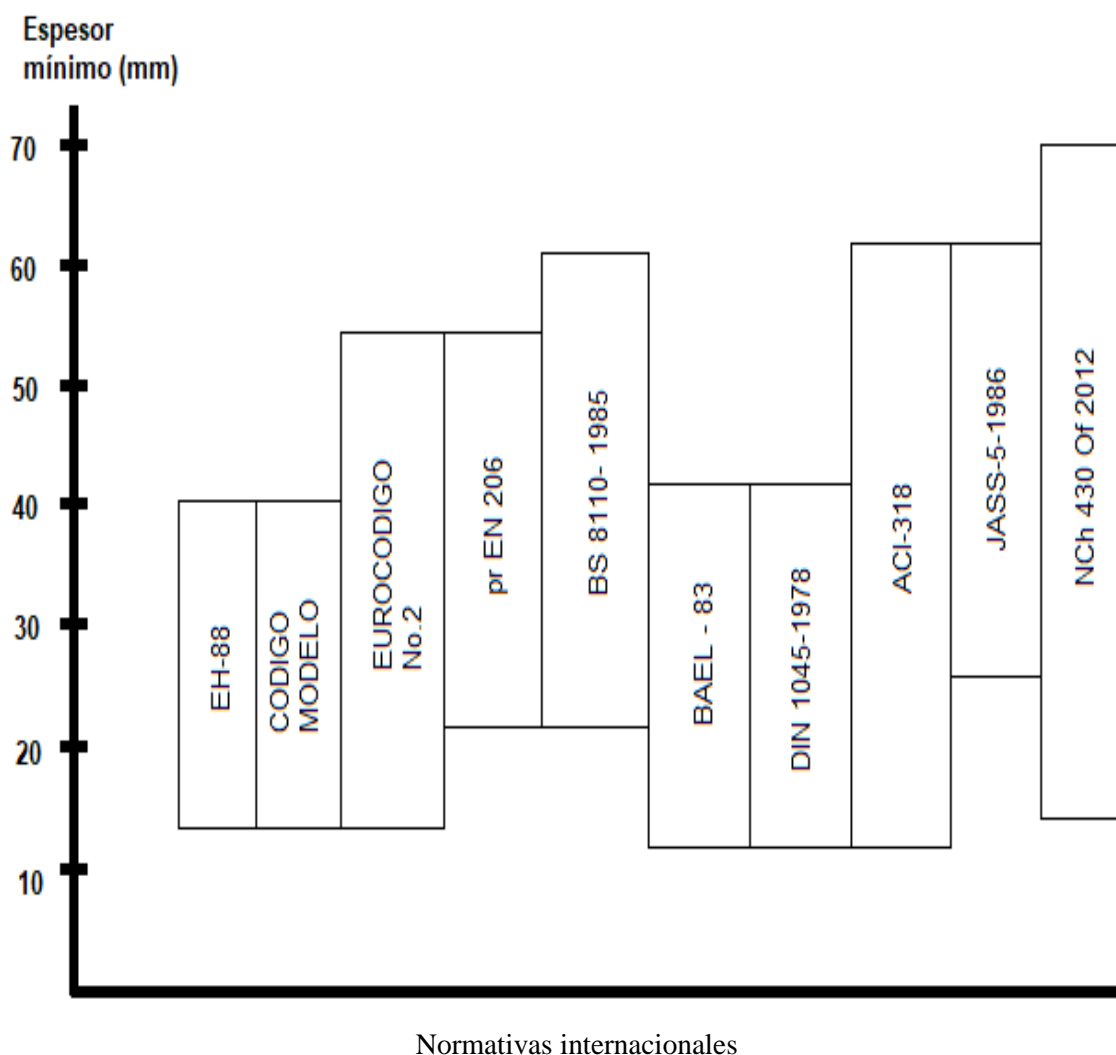 Espesor
mínimo (mm)
70
60
50
40
30
20
10
EH-88
CODIGO
MODELO
EUROCODIGO
No.2
pr EN 206
BS 8110- 1985
BAEL - 83
DIN 1045-1978
ACI-318
JASS-5-1986
NCh 430 Of 2012
Normativas internacionales